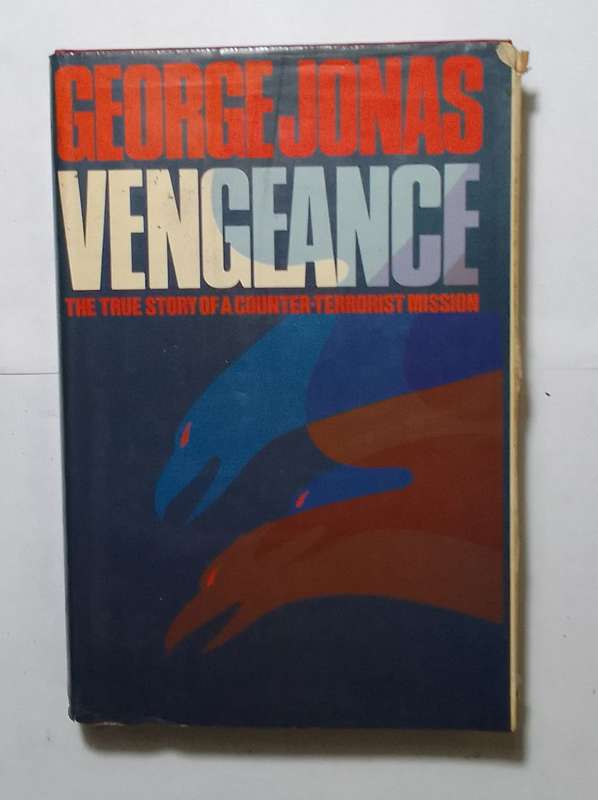 GEORGE JONAS
VENGEANCE
THE TRUE STORY OF A COUNTER-TERRORIST MISSION